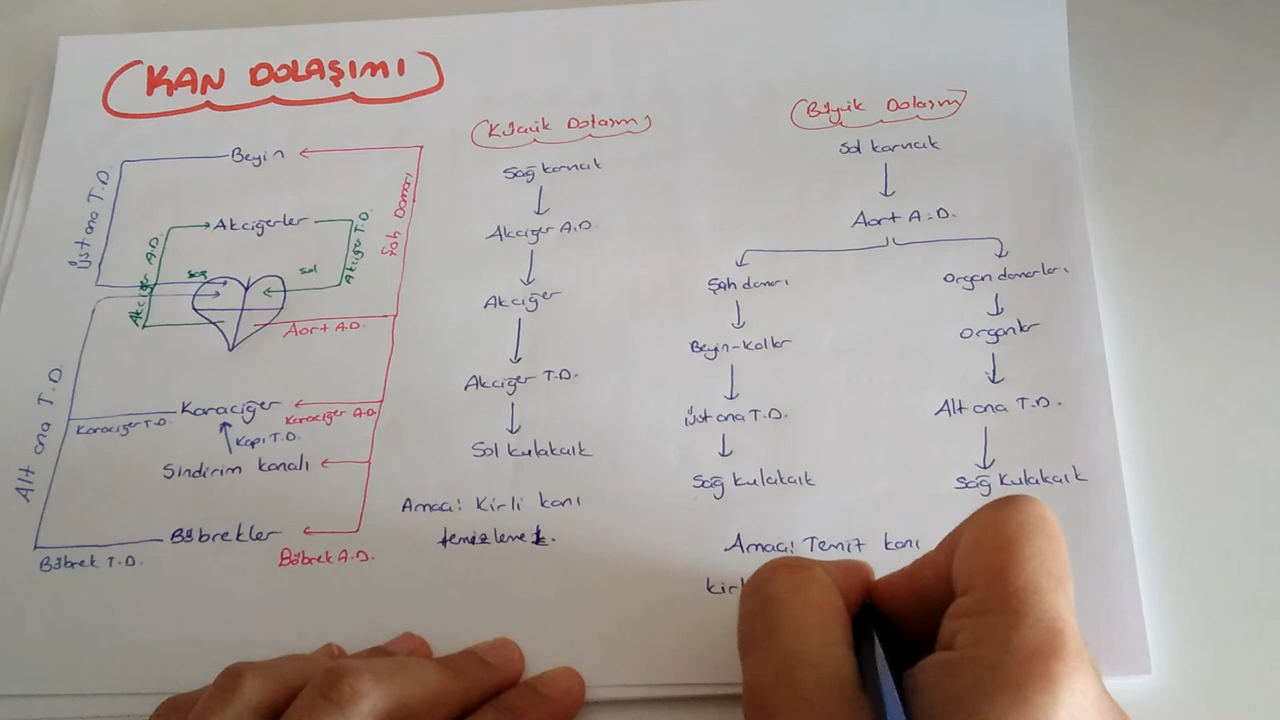 KAN DOLAŞIMI
Beyin
Üst ana T.D.
Şah Damarı
Akciğerler
Akciğer A.D.
Akciğer T.D.
Sağ
Sol
Aort A.D.
Alt ana T.D.
Karaciğer
Karaciğer A.D.
Karaciğer T.D.
Kapı T.D.
Sindirim kanalı
Böbrekler
Böbrek T.D.
Böbrek A.D.
Küçük Dolaşım
Sağ karıncık
Akciğer A.D.
Akciğer
Akciğer T.D.
Sol kulakcık
Amacı: Kirli kanı
temizlemek.
Büyük Dolaşım
Sol karıncık
Aort A.D.
Şah damarı
Beyin-Kollar
Üst ana T.D.
Sağ kulakcık
Organ damarları
Organlar
Alt ana T.D.
Sağ kulakcık
Amacı: Temiz kanı